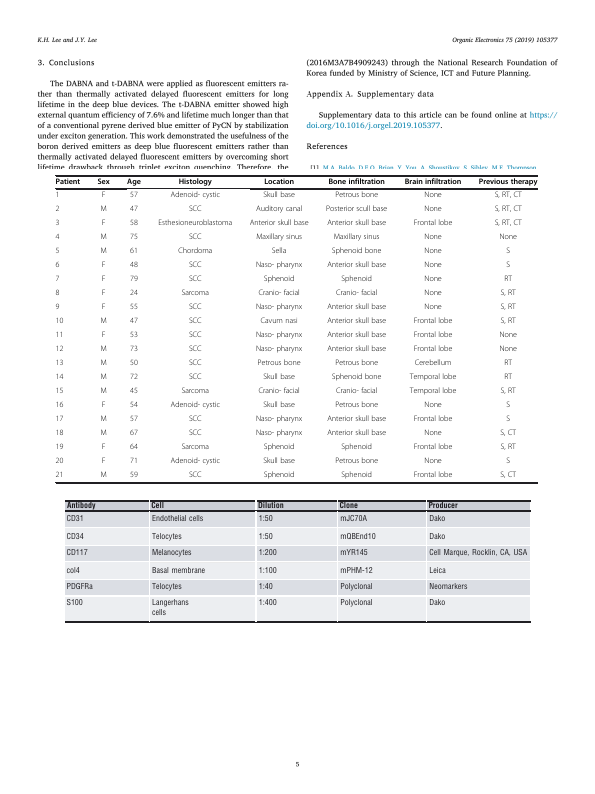 K.H. Lee and J.Y. Lee
Organic Electronics 75 (2019) 105377
3. Conclusions
The DABNA and t-DABNA were applied as fluorescent emitters ra-
ther than thermally activated delayed fluorescent emitters for long
lifetime in the deep blue devices. The t-DABNA emitter showed high
external quantum efficiency of 7.6% and lifetime much longer than that
of a conventional pyrene derived blue emitter of PyCN by stabilization
under exciton generation. This work demonstrated the usefulness of the
boron derived emitters as deep blue fluorescent emitters rather than
thermally activated delayed fluorescent emitters by overcoming short
lifetime drawback through triplet exciton quenching. Therefore, the
(2016M3A7B4909243) through the National Research Foundation of
Korea funded by Ministry of Science, ICT and Future Planning.
Appendix A. Supplementary data
Supplementary data to this article can be found online at https://
doi.org/10.1016/j.orgel.2019.105377.
References
[1] M.A. Baldo, D.F.O. Brien, Y. You, A. Shoustikov, S. Sibley, M.E. Thompson,
Patient Sex Age Histology Location Bone infiltration Brain infiltration Previous therapy
1 F 57 Adenoid- cystic Skull base Petrous bone None S, RT, CT
2 M 47 SCC Auditory canal Posterior scull base None S, RT, CT
3 F 58 Esthesioneuroblastoma Anterior skull base Anterior skull base Frontal lobe S, RT, CT
4 M 75 SCC Maxillary sinus Maxillary sinus None None
5 M 61 Chordoma Sella Sphenoid bone None S
6 F 48 SCC Naso- pharynx Anterior skull base None S
7 F 79 SCC Sphenoid Sphenoid None RT
8 F 24 Sarcoma Cranio- facial Cranio- facial None S, RT
9 F 55 SCC Naso- pharynx Anterior skull base None S, RT
10 M 47 SCC Cavum nasi Anterior skull base Frontal lobe S, RT
11 F 53 SCC Naso- pharynx Anterior skull base Frontal lobe None
12 M 73 SCC Naso- pharynx Anterior skull base Frontal lobe None
13 M 50 SCC Petrous bone Petrous bone Cerebellum RT
14 M 72 SCC Skull base Sphenoid bone Temporal lobe RT
15 M 45 Sarcoma Cranio- facial Cranio- facial Temporal lobe S, RT
16 F 54 Adenoid- cystic Skull base Petrous bone None S
17 M 57 SCC Naso- pharynx Anterior skull base Frontal lobe S
18 M 67 SCC Naso- pharynx Anterior skull base None S, CT
19 F 64 Sarcoma Sphenoid Sphenoid Frontal lobe S, RT
20 F 71 Adenoid- cystic Skull base Petrous bone None S
21 M 59 SCC Sphenoid Sphenoid Frontal lobe S, CT
Antibody Cell Dilution Clone Producer
CD31 Endothelial cells 1:50 mJC70A Dako
CD34 Telocytes 1:50 mQBEnd10 Dako
CD117 Melanocytes 1:200 mYR145 Cell Marque, Rocklin, CA, USA
col4 Basal membrane 1:100 mPHM-12 Leica
PDGFRa Telocytes 1:40 Polyclonal Neomarkers
S100 Langerhans 1:400 Polyclonal Dako
cells
5